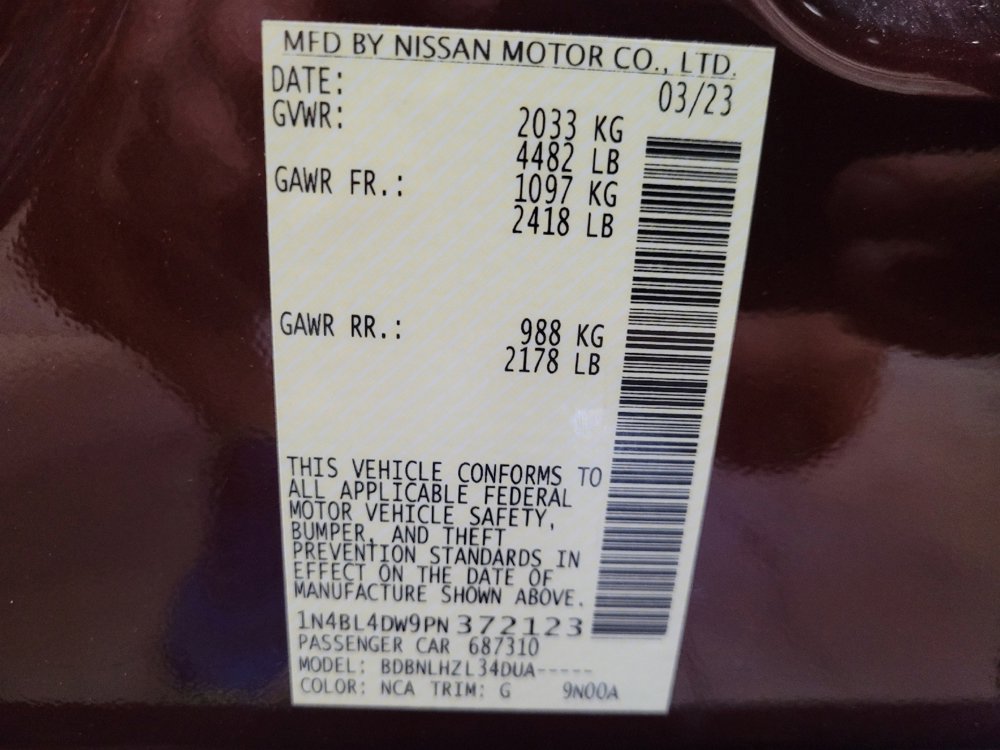 MFD BY NISSAN MOTOR CO., LTD.
DATE: 03/23
GVWR: 2033 KG
4482 LB
GAWR FR.: 1097 KG
2418 LB
GAWR RR.: 988 KG
2178 LB
THIS VEHICLE CONFORMS TO
ALL APPLICABLE FEDERAL
MOTOR VEHICLE SAFETY,
BUMPER, AND THEFT
PREVENTION STANDARDS IN
EFFECT ON THE DATE OF
MANUFACTURE SHOWN ABOVE.
1N4BL4DW9PN 372123
PASSENGER CAR 687310
MODEL: BDBNLHZL34DUA-----
COLOR: NCA TRIM: G 9N00A